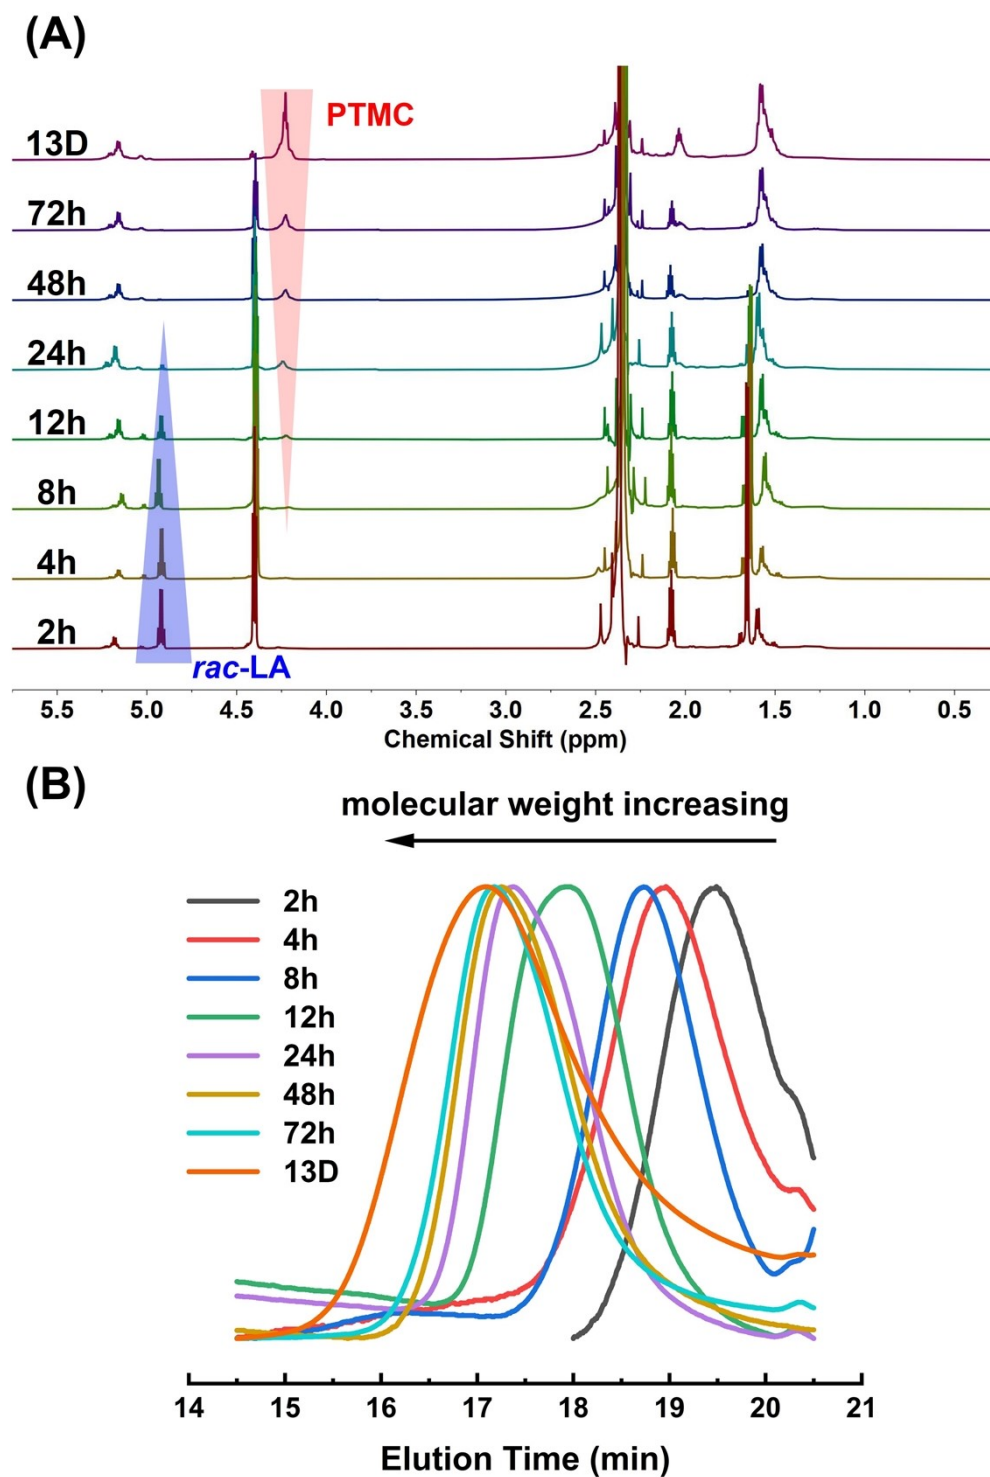 (A)
PTMC
13D
72h
48h
24h
12h
8h
4h
2h
rac-LA
5.5 5.0 4.5 4.0 3.5 3.0 2.5 2.0 1.5 1.0 0.5
Chemical Shift (ppm)
(B)
molecular weight increasing
2h
4h
8h
12h
24h
48h
72h
13D
14 15 16 17 18 19 20 21
Elution Time (min)